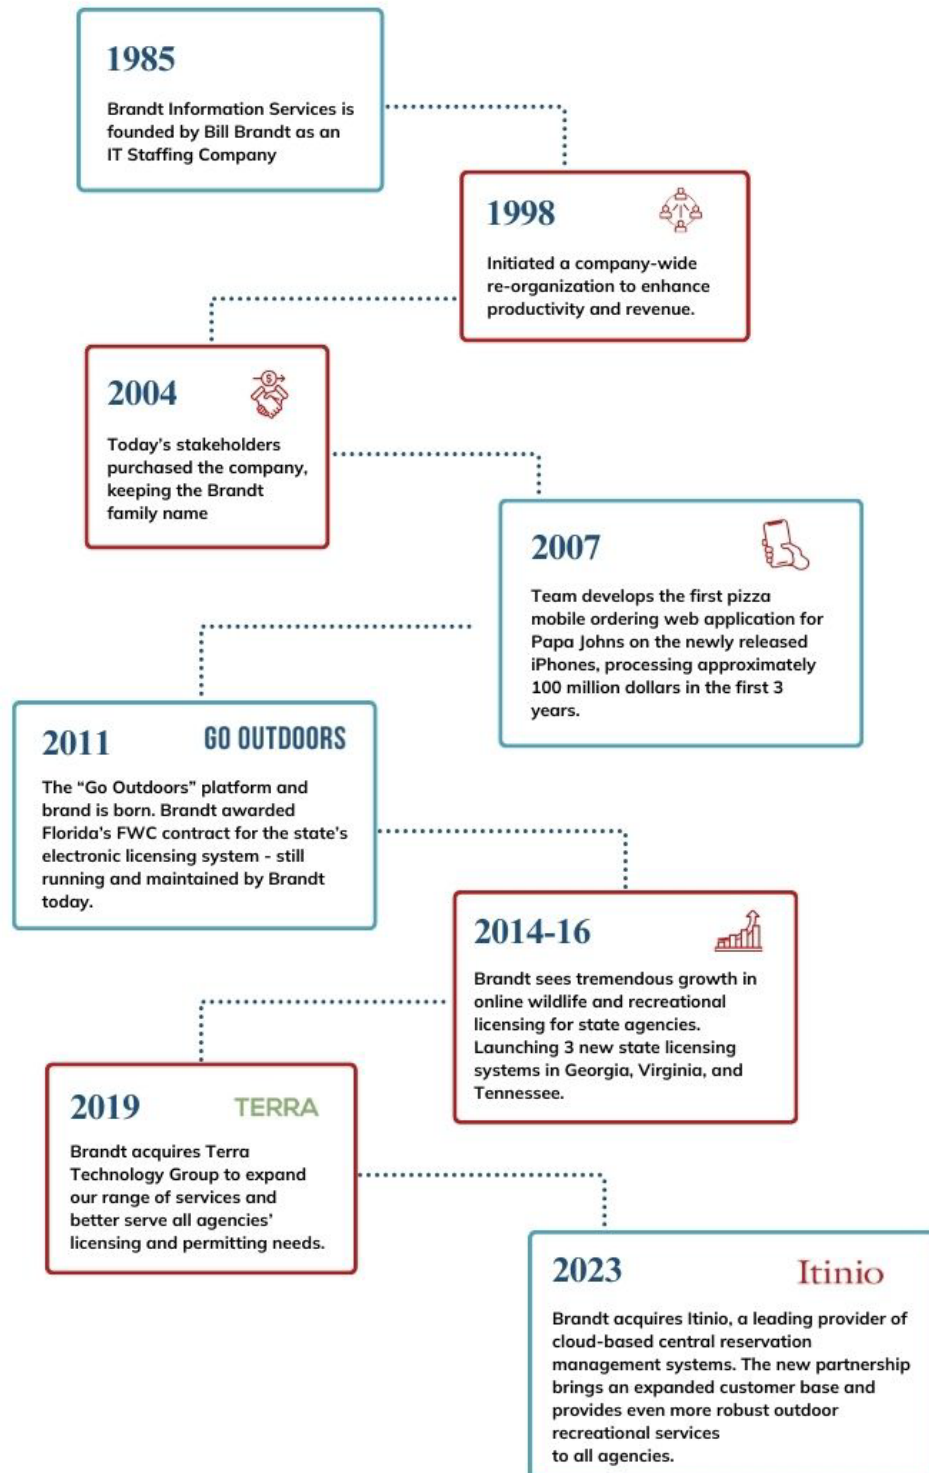 1985
Brandt Information Services is
founded by Bill Brandt as an
IT Staffing Company
1998
Initiated a company-wide
re-organization to enhance
productivity and revenue.
2004
Today's stakeholders
purchased the company,
keeping the Brandt
family name
2007
Team develops the first pizza
mobile ordering web application for
Papa Johns on the newly released
iPhones, processing approximately
100 million dollars in the first 3
years.
2011
GO OUTDOORS
The “Go Outdoors” platform and
brand is born. Brandt awarded
Florida's FWC contract for the state's
electronic licensing system - still
running and maintained by Brandt
today.
2014-16
Brandt sees tremendous growth in
online wildlife and recreational
licensing for state agencies.
Launching 3 new state licensing
systems in Georgia, Virginia, and
Tennessee.
2019
TERRA
Brandt acquires Terra
Technology Group to expand
our range of services and
better serve all agencies'
licensing and permitting needs.
2023
Itinio
Brandt acquires Itinio, a leading provider of
cloud-based central reservation
management systems. The new partnership
brings an expanded customer base and
provides even more robust outdoor
recreational services
to all agencies.